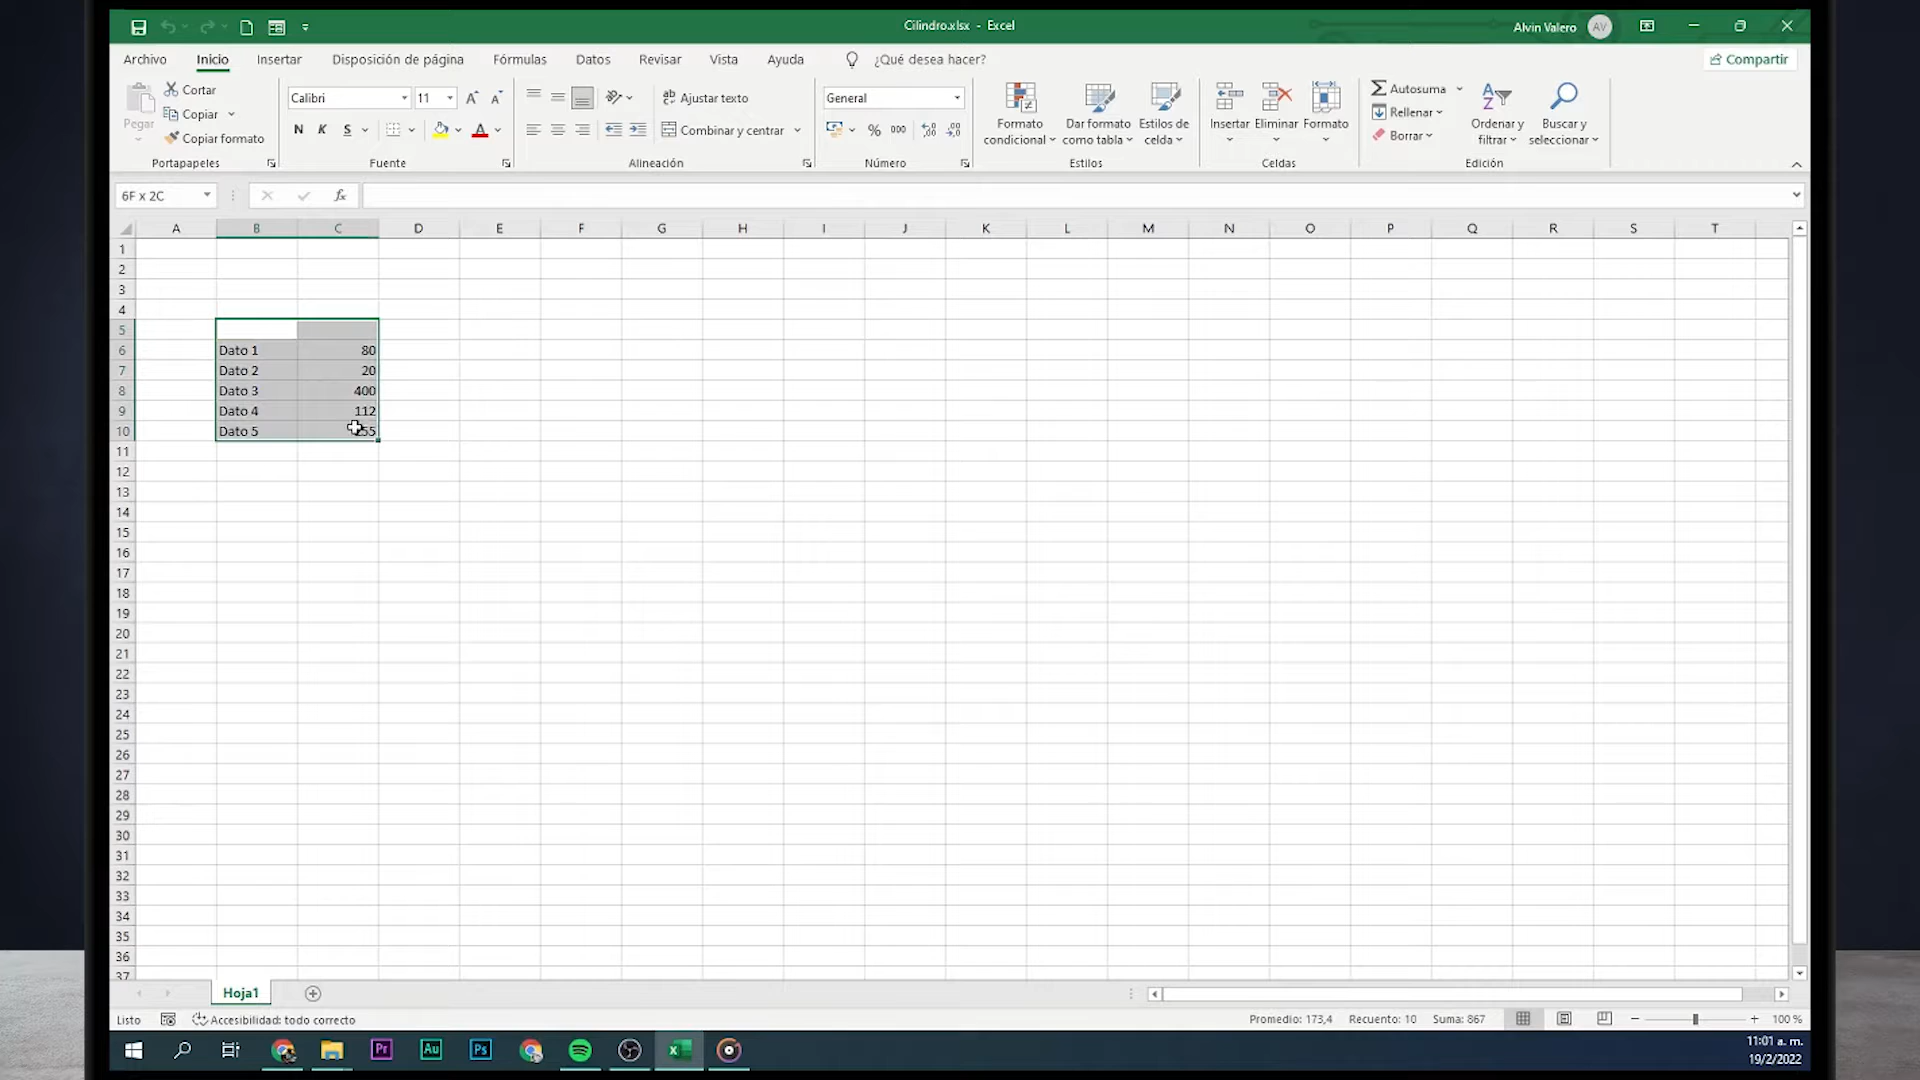 Cilindro.xlsx - Excel
Alvin Valero
AV
Archivo
Inicio
Insertar
Disposición de página
Fórmulas
Datos
Revisar
Vista
Ayuda
¿Qué desea hacer?
Compartir
Pegar
Cortar
Copiar
Copiar formato
Portapapeles
Calibri
11
N K S
Fuente
Ajustar texto
Combinar y centrar
Alineación
General
% 000
Número
Formato condicional
Dar formato como tabla
Estilos de celda
Estilos
Insertar
Eliminar
Formato
Celdas
Autosuma
Rellenar
Borrar
Ordenar y filtrar
Buscar y seleccionar
Edición
6F x 2C
fx
A B C D E F G H I J K L M N O P Q R S T
1
2
3
4
5
6 Dato 1 80
7 Dato 2 20
8 Dato 3 400
9 Dato 4 112
10 Dato 5
11
12
13
14
15
16
17
18
19
20
21
22
23
24
25
26
27
28
29
30
31
32
33
34
35
36
37
Hoja1
Listo
Accesibilidad: todo correcto
Promedio: 173,4
Recuento: 10
Suma: 867
100 %
Pr
Au
Ps
11:01 a. m.
19/2/2022